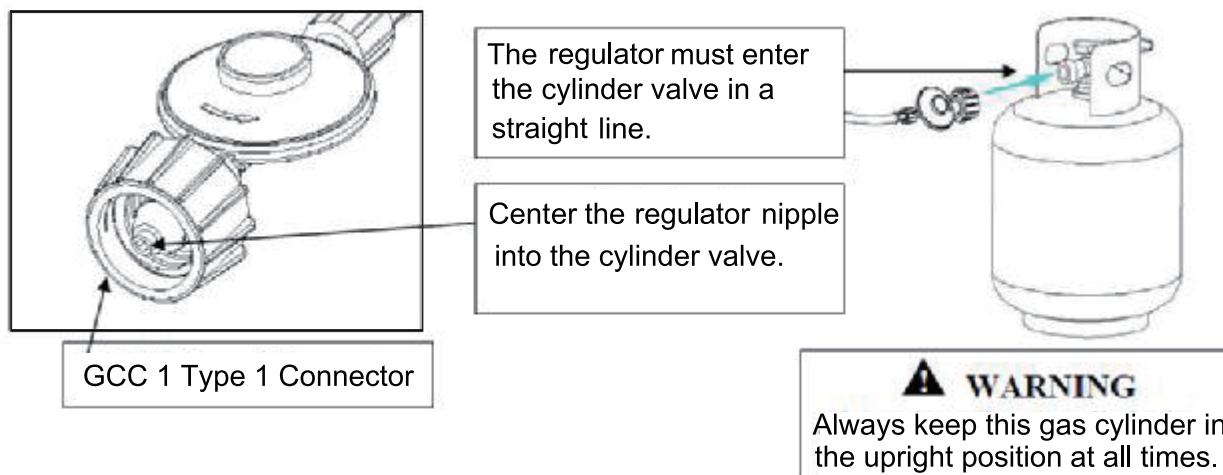 The regulator must enter
the cylinder valve in a
straight line.
Center the regulator nipple
into the cylinder valve.
GCC 1 Type 1 Connector
WARNING
Always keep this gas cylinder in
the upright position at all times.